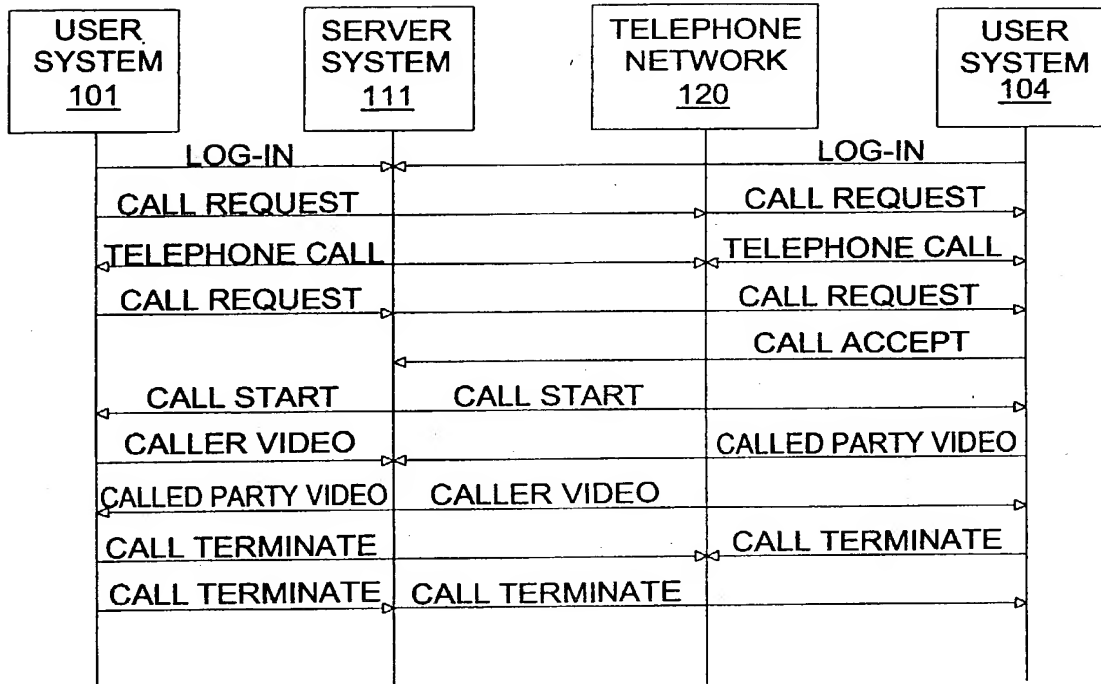 USER
SYSTEM
101
SERVER
SYSTEM
111
TELEPHONE
NETWORK
120
USER
SYSTEM
104
LOG-IN
LOG-IN
CALL REQUEST
CALL REQUEST
TELEPHONE CALL
TELEPHONE CALL
CALL REQUEST
CALL REQUEST
CALL ACCEPT
CALL START
CALL START
CALLER VIDEO
CALLED PARTY VIDEO
CALLED PARTY VIDEO
CALLER VIDEO
CALL TERMINATE
CALL TERMINATE
CALL TERMINATE
CALL TERMINATE